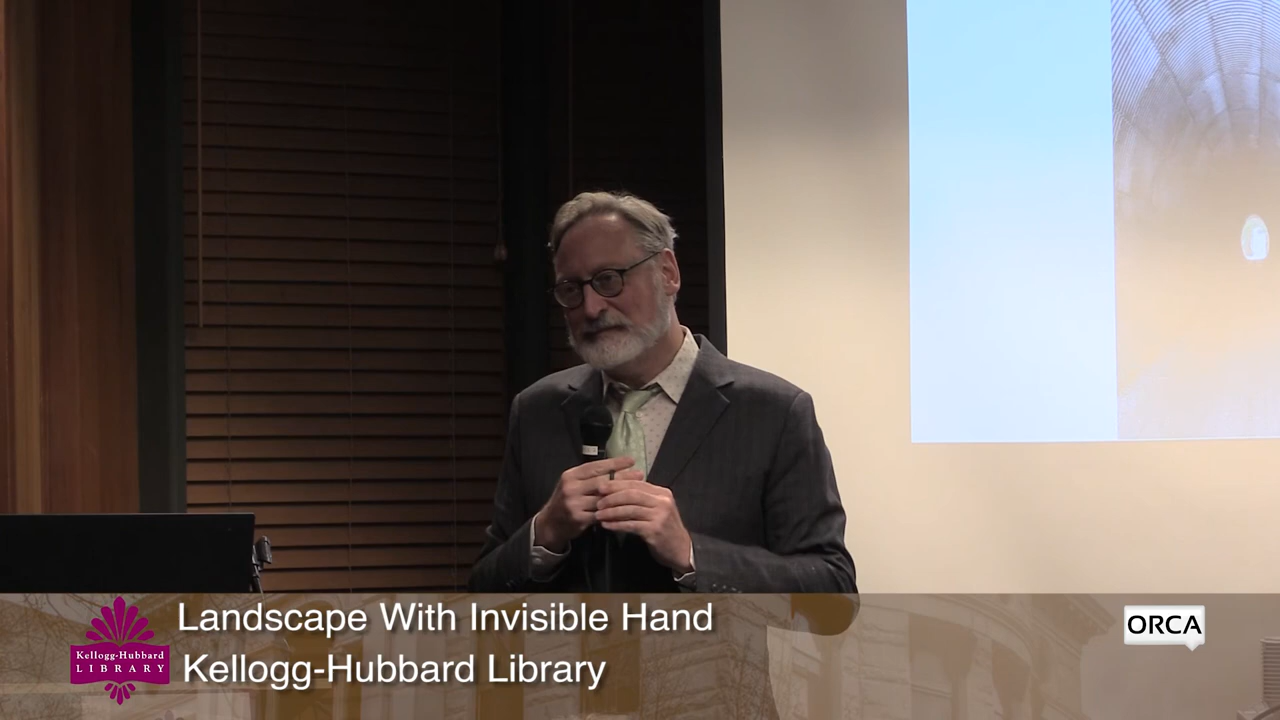 Landscape With Invisible Hand
Kellogg-Hubbard
LIBRARY
Kellogg-Hubbard Library
ORCA